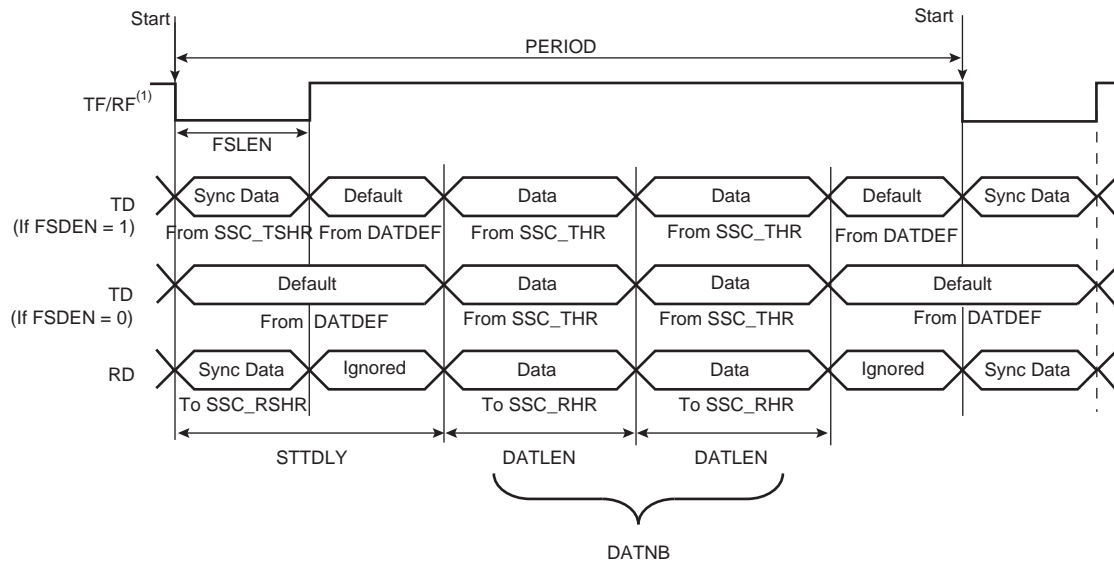 Start
Start
PERIOD
TF/RF(1)
FSLEN
TD
(If FSDEN = 1)
Sync Data
Default
Data
Data
Default
Sync Data
From SSC_TSHR
From DATDEF
From SSC_THR
From SSC_THR
From DATDEF
TD
(If FSDEN = 0)
Default
Data
Data
Default
From DATDEF
From SSC_THR
From SSC_THR
From DATDEF
RD
Sync Data
Ignored
Data
Data
Ignored
Sync Data
To SSC_RSHR
To SSC_RHR
To SSC_RHR
STTDLY
DATLEN
DATLEN
DATNB